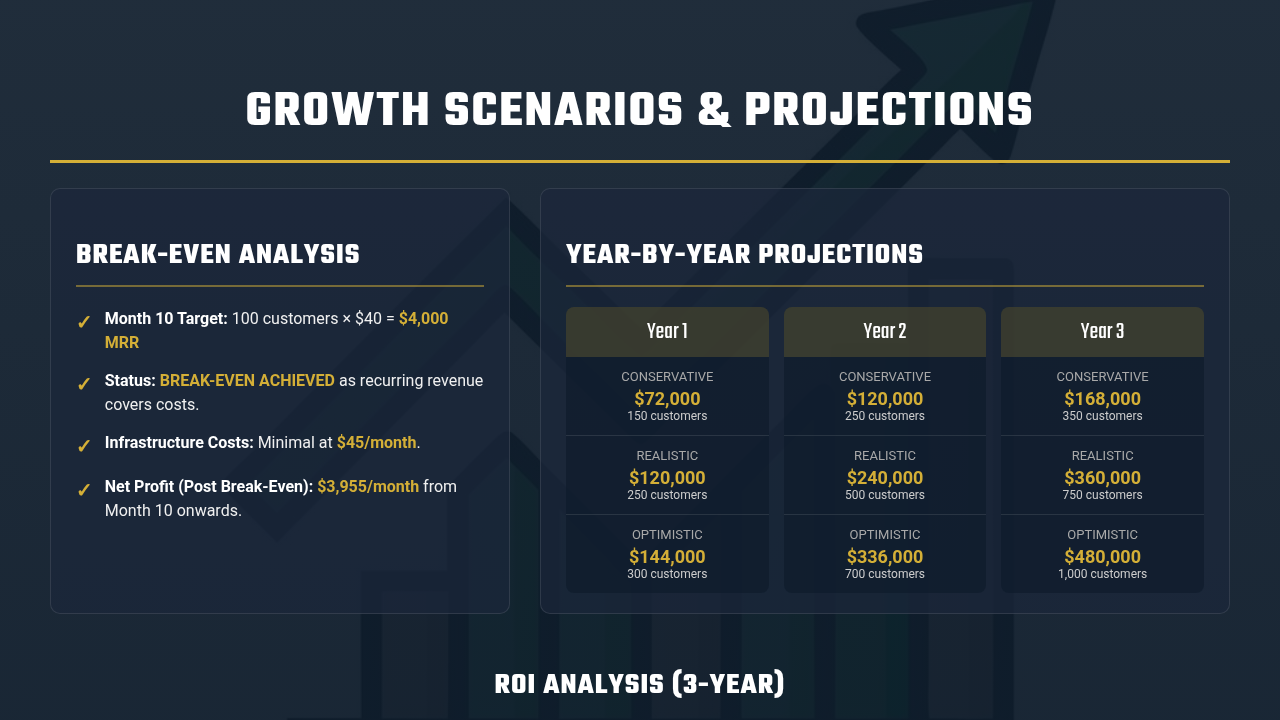 GROWTH SCENARIOS & PROJECTIONS
BREAK-EVEN ANALYSIS
✓ Month 10 Target: 100 customers × $40 = $4,000
MRR
✓ Status: BREAK-EVEN ACHIEVED as recurring revenue
covers costs.
✓ Infrastructure Costs: Minimal at $45/month.
✓ Net Profit (Post Break-Even): $3,955/month from
Month 10 onwards.
YEAR-BY-YEAR PROJECTIONS
Year 1
CONSERVATIVE
$72,000
150 customers
REALISTIC
$120,000
250 customers
OPTIMISTIC
$144,000
300 customers
Year 2
CONSERVATIVE
$120,000
250 customers
REALISTIC
$240,000
500 customers
OPTIMISTIC
$336,000
700 customers
Year 3
CONSERVATIVE
$168,000
350 customers
REALISTIC
$360,000
750 customers
OPTIMISTIC
$480,000
1,000 customers
ROI ANALYSIS (3-YEAR)